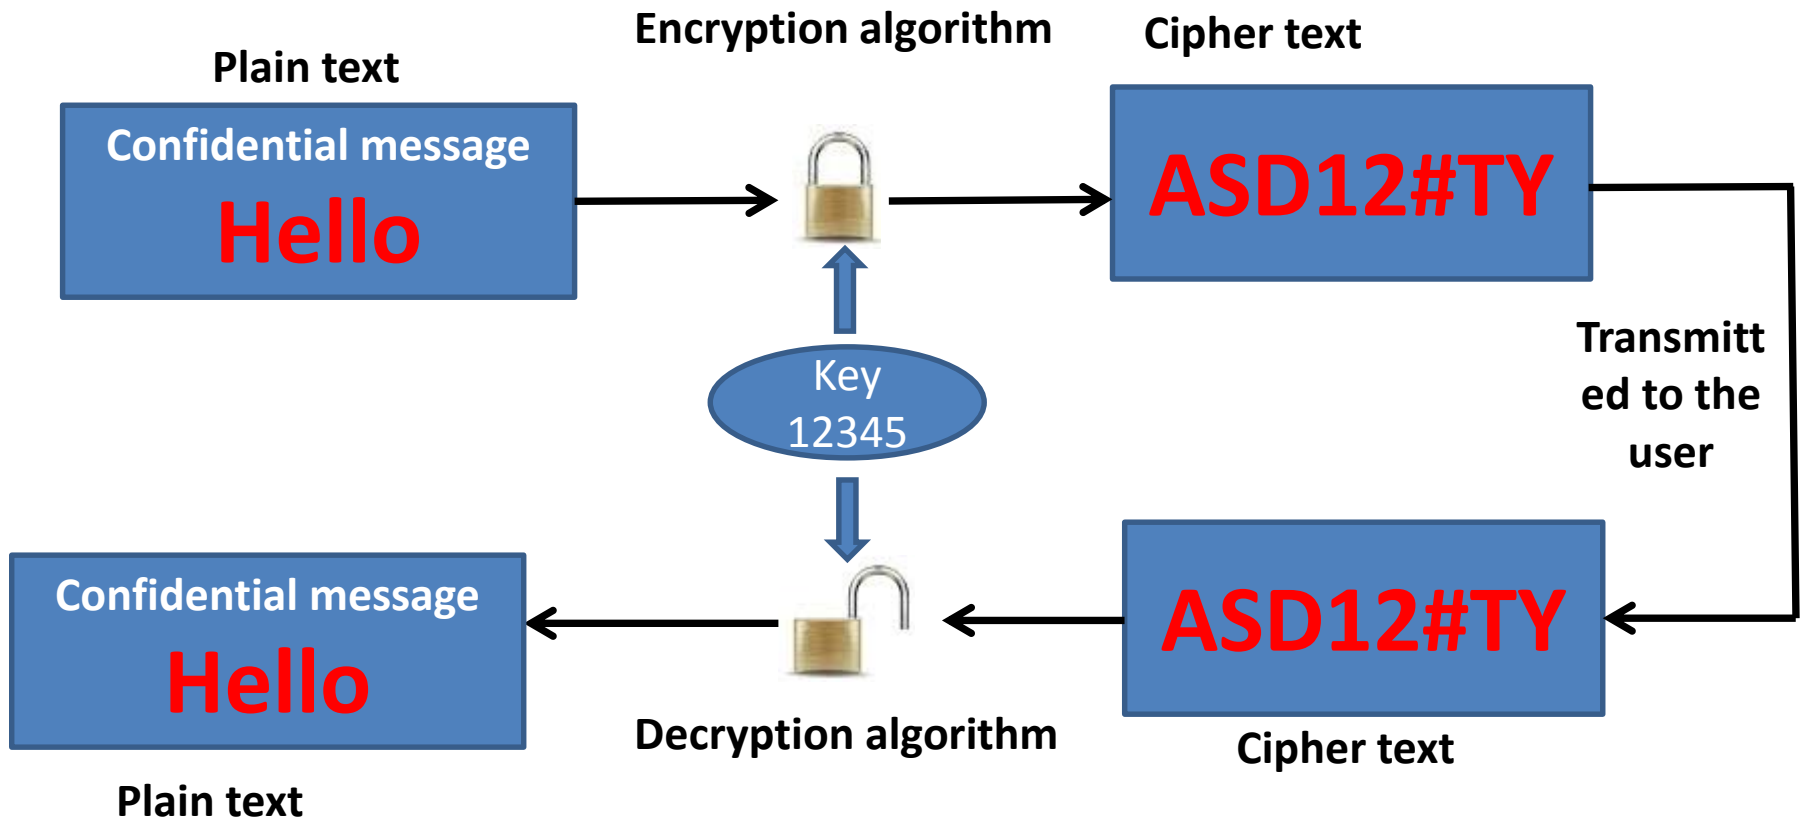 Encryption algorithm
Cipher text
Plain text
Confidential message
Hello
ASD12#TY
Key
12345
Transmitt
ed to the
user
Confidential message
Hello
ASD12#TY
Decryption algorithm
Cipher text
Plain text